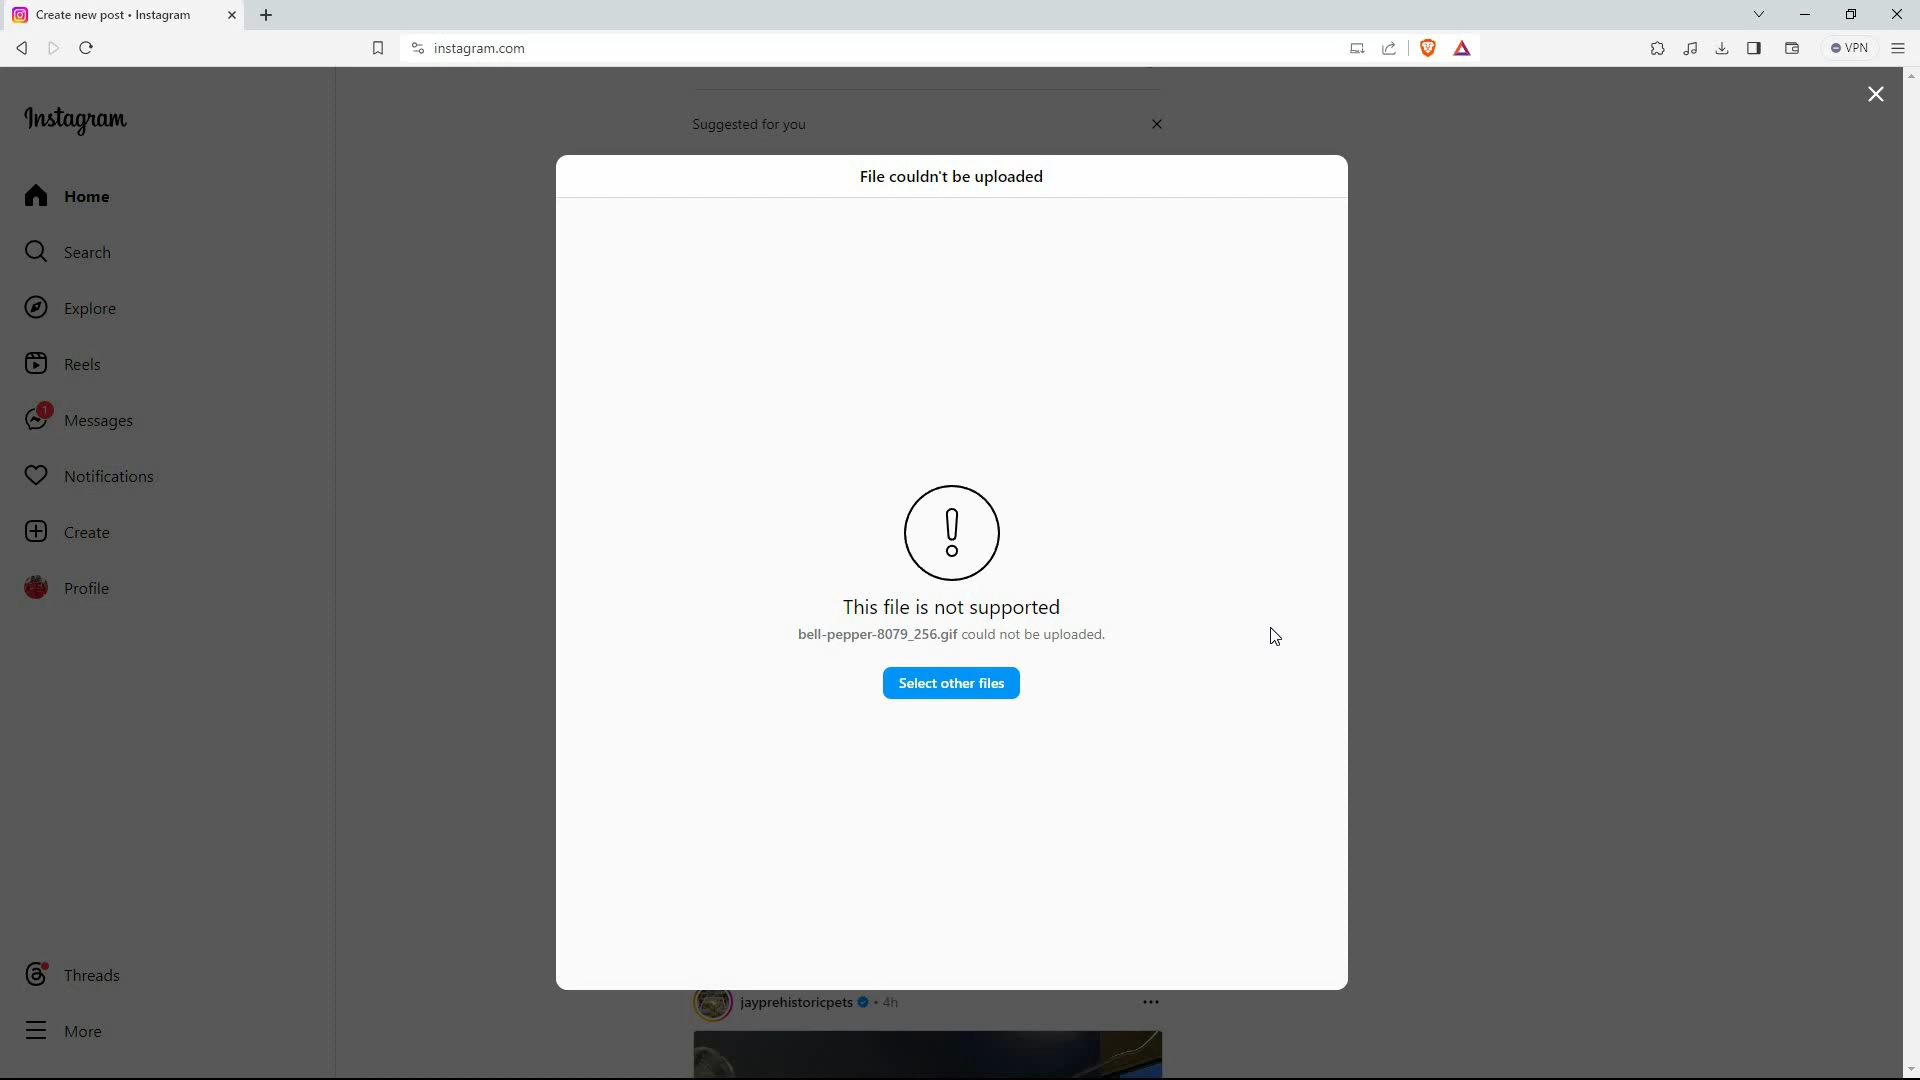 Create new post • Instagram
instagram.com
VPN
Instagram
Home
Search
Explore
Reels
1
Messages
Notifications
Create
Profile
Threads
More
Suggested for you
File couldn't be uploaded
This file is not supported
bell-pepper-8079_256.gif could not be uploaded.
Select other files
jayprehistoricpets • 4h